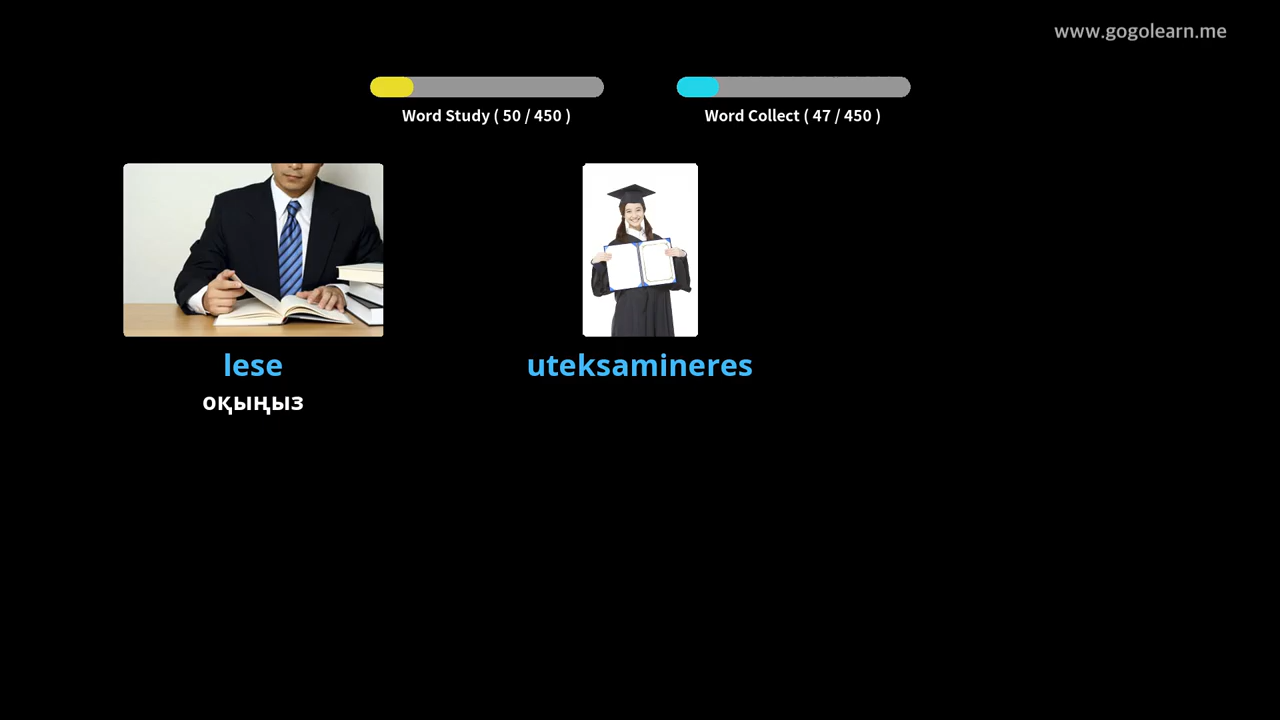 www.gogolearn.me
Word Study ( 50 / 450 )
Word Collect ( 47 / 450 )
lese
uteksamineres
оқыңыз